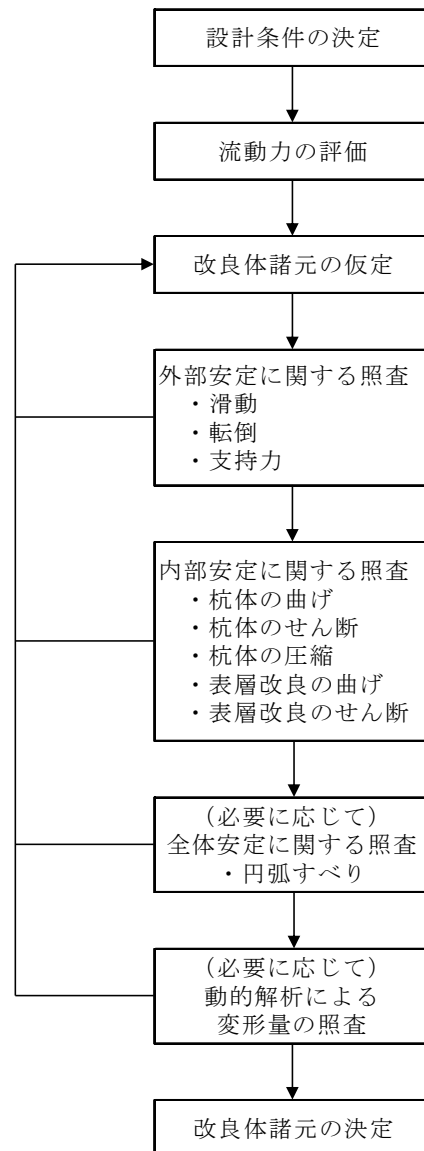 設計条件の決定
流動力の評価
改良体諸元の仮定
外部安定に関する照査
・滑動
・転倒
・支持力
内部安定に関する照査
・杭体の曲げ
・杭体のせん断
・杭体の圧縮
・表層改良の曲げ
・表層改良のせん断
（必要に応じて）
全体安定に関する照査
・円弧すべり
（必要に応じて）
動的解析による
変形量の照査
改良体諸元の決定